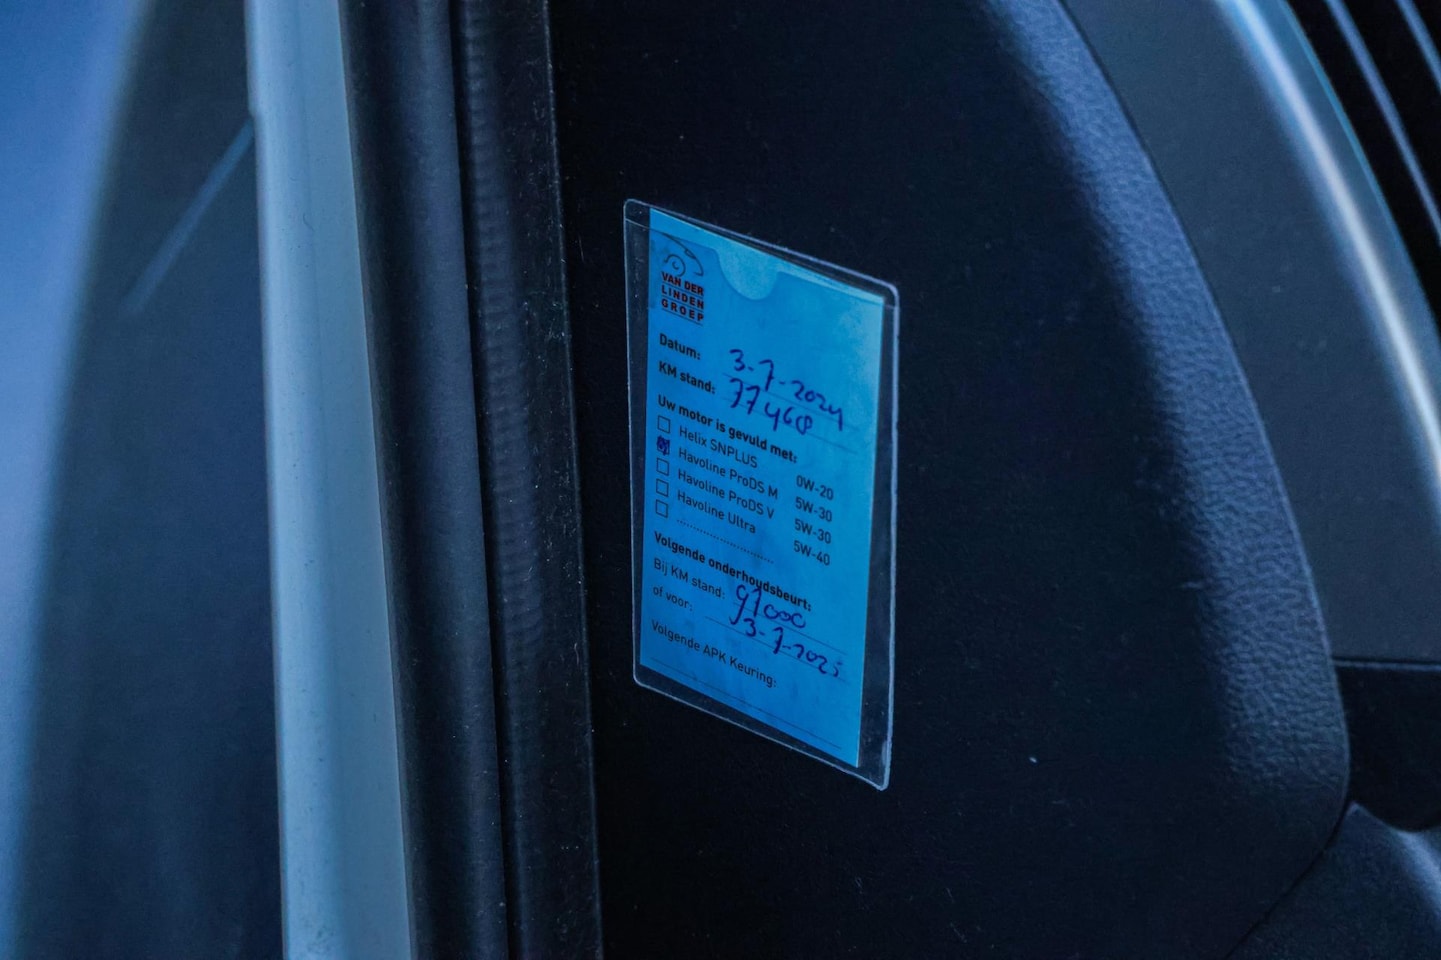 VAN DER
LINDEN
GROEP
Datum: 3-7-2024
KM stand: 77468
Uw motor is gevuld met:
Helix SNPLUS 0W-20
Havoline ProDS M 5W-30
Havoline ProDS V 5W-30
Havoline Ultra 5W-40
....................
Volgende onderhoudsbeurt:
Bij KM stand: 91000
of voor: 3-7-2025
Volgende APK Keuring: